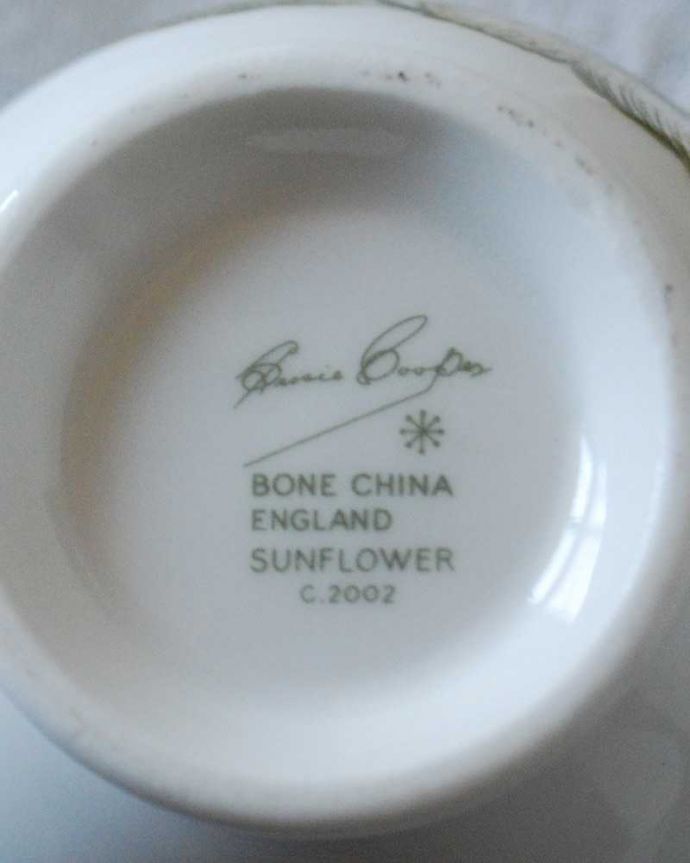 Susie Cooper
BONE CHINA
ENGLAND
SUNFLOWER
C.2002